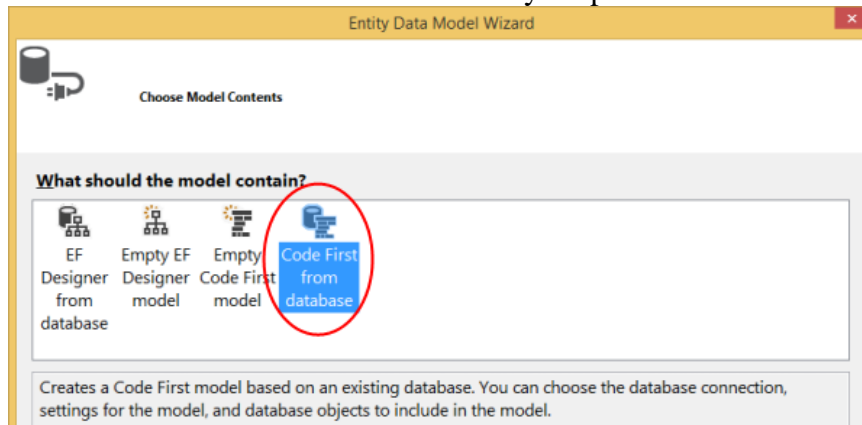 Entity Data Model Wizard
×
Choose Model Contents
What should the model contain?
EF
Designer
from
database
Empty EF
Designer
model
Empty
Code First
model
Code First
from
database
Creates a Code First model based on an existing database. You can choose the database connection,
settings for the model, and database objects to include in the model.